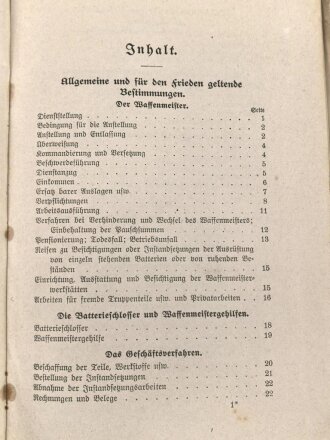 Inhalt.
Allgemeine und für den Frieden geltende
Bestimmungen.
Der Waffenmeister.
Seite
Dienststellung . . . . . . . . . . 1
Bedingung für die Anstellung . . . . . . . . . . 2
Anstellung und Entlassung . . . . . . . . . . 2
Überweisung . . . . . . . . . . 4
Kommandierung und Versetzung . . . . . . . . . . 4
Beschwerdeführung . . . . . . . . . . 5
Dienstanzug . . . . . . . . . . 5
Einkommen . . . . . . . . . . 6
Ersatz barer Auslagen usw. . . . . . . . . . . 7
Verpflichtungen . . . . . . . . . . 8
Arbeitsausführung . . . . . . . . . . 11
Verfahren bei Verhinderung und Wechsel des Waffenmeisters;
Einbehaltung der Pauschsummen . . . . . . 12
Pensionierung; Todesfall; Betriebsunfall . . . . . . 13
Reisen zu Besichtigungen oder Instandsetzungen der Ausrüstung
von einzeln stehenden Batterien oder von ruhenden Be-
ständen . . . . . . . . . . 15
Einrichtung, Ausstattung und Besichtigung der Waffenmeister-
werkstätten . . . . . . . . . . 15
Arbeiten für fremde Truppenteile usw. und Privatarbeiten . . 16
Die Batterieschlosser und Waffenmeistergehilfen.
Batterieschlosser . . . . . . . . . . 18
Waffenmeistergehilfe . . . . . . . . . . 19
Das Geschäftsverfahren.
Beschaffung der Teile, Werkstoffe usw. . . . . . . . 20
Bestellung der Instandsetzungen . . . . . . . . 21
Abnahme der Instandsetzungsarbeiten . . . . . . . 22
Rechnungen und Belege . . . . . . . . . . 22
1*